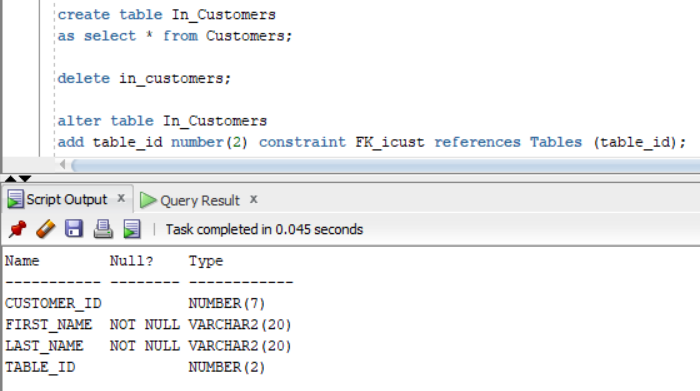 create table In_Customers
as select * from Customers;
delete in_customers;
alter table In_Customers
add table_id number(2) constraint FK_icust references Tables (table_id);
Script Output x Query Result x
Task completed in 0.045 seconds
Name Null? Type
----------- -------- ------------
CUSTOMER_ID NUMBER(7)
FIRST_NAME NOT NULL VARCHAR2(20)
LAST_NAME NOT NULL VARCHAR2(20)
TABLE_ID NUMBER(2)